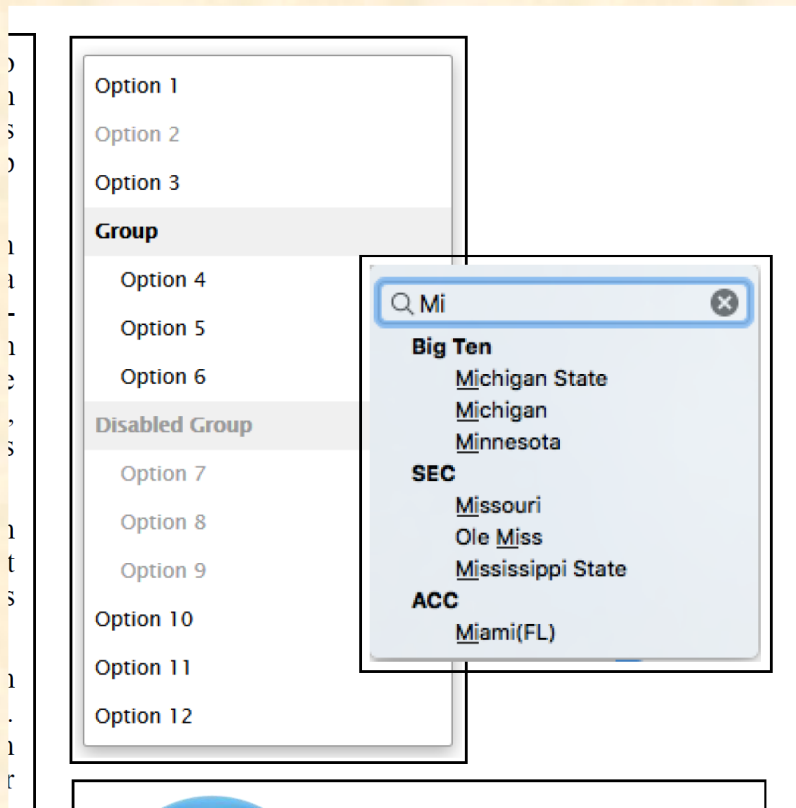 Option 1
Option 2
Option 3
Group
Option 4
Option 5
Option 6
Disabled Group
Option 7
Option 8
Option 9
Option 10
Option 11
Option 12
Mi
Big Ten
Michigan State
Michigan
Minnesota
SEC
Missouri
Ole Miss
Mississippi State
ACC
Miami(FL)